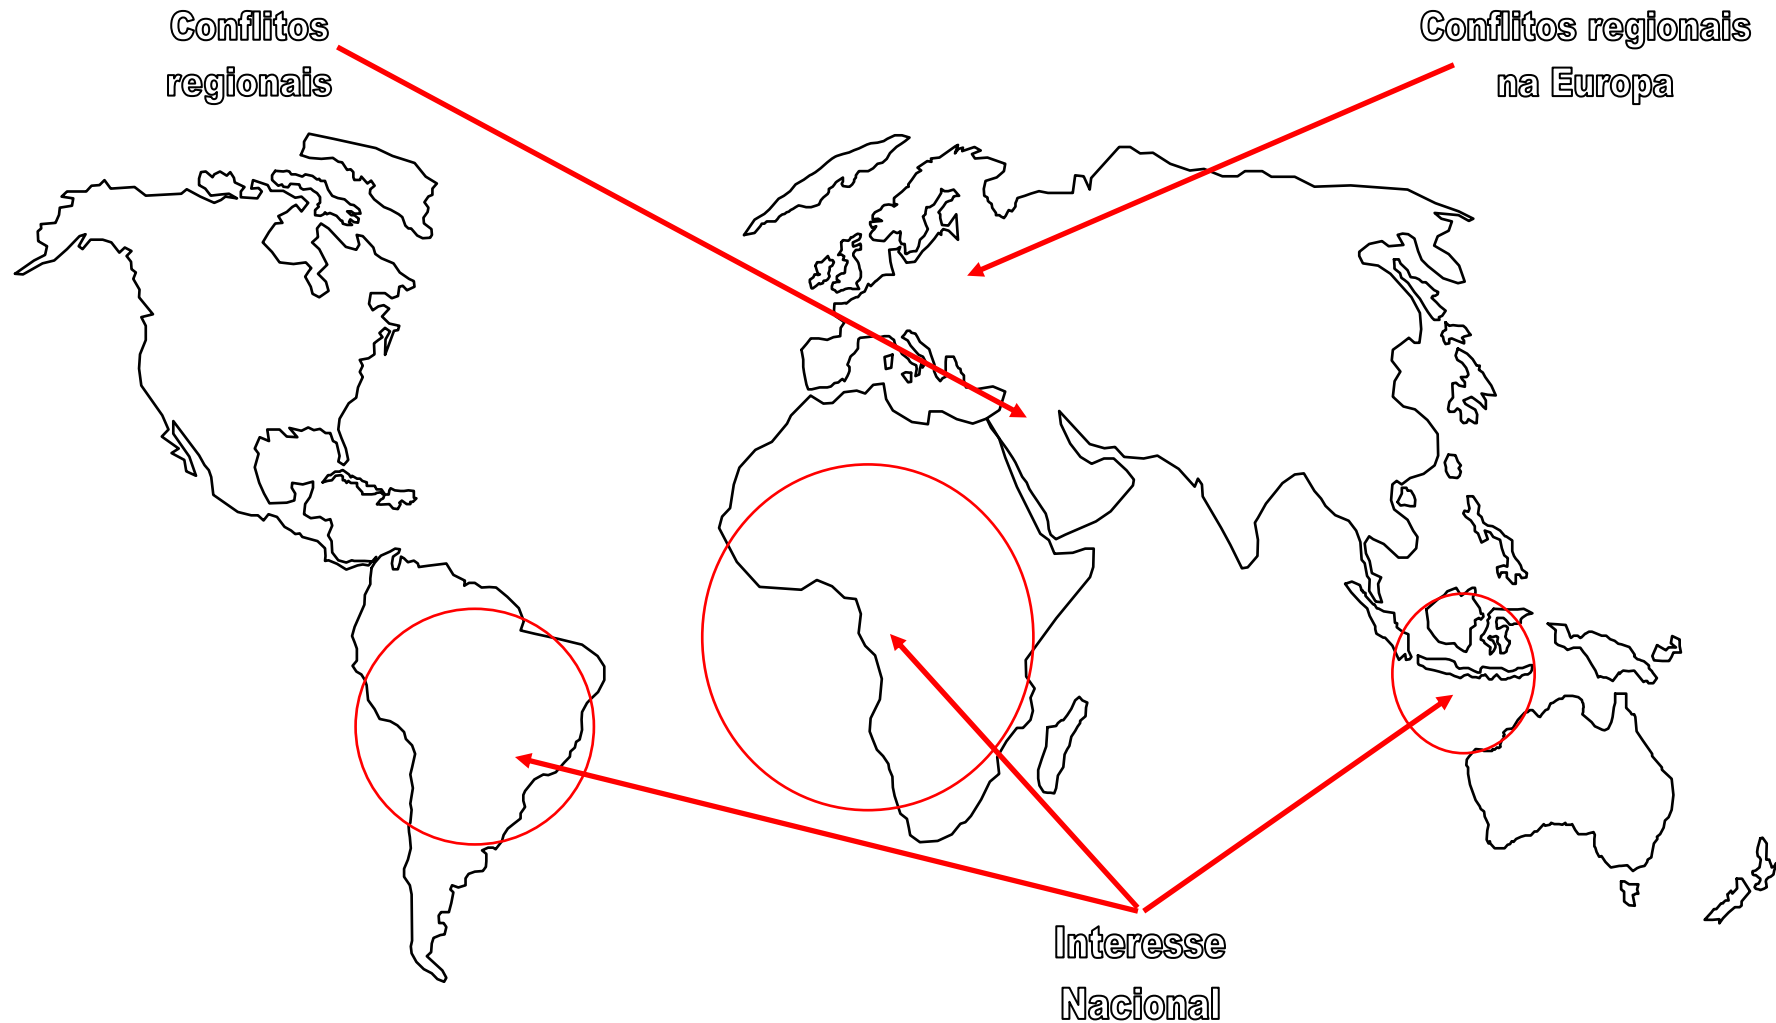 Conflitos
regionais
Conflitos regionais
na Europa
Interesse
Nacional